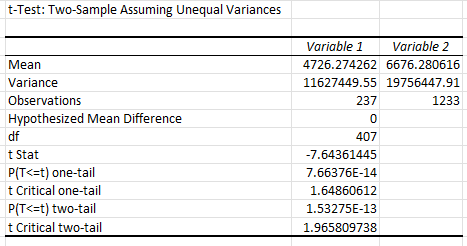 t-Test: Two-Sample Assuming Unequal Variances
Variable 1 Variable 2
Mean 4726.274262 6676.280616
Variance 11627449.55 19756447.91
Observations 237 1233
Hypothesized Mean Difference 0
df 407
t Stat -7.64361445
P(T<=t) one-tail 7.66376E-14
t Critical one-tail 1.64860612
P(T<=t) two-tail 1.53275E-13
t Critical two-tail 1.965809738